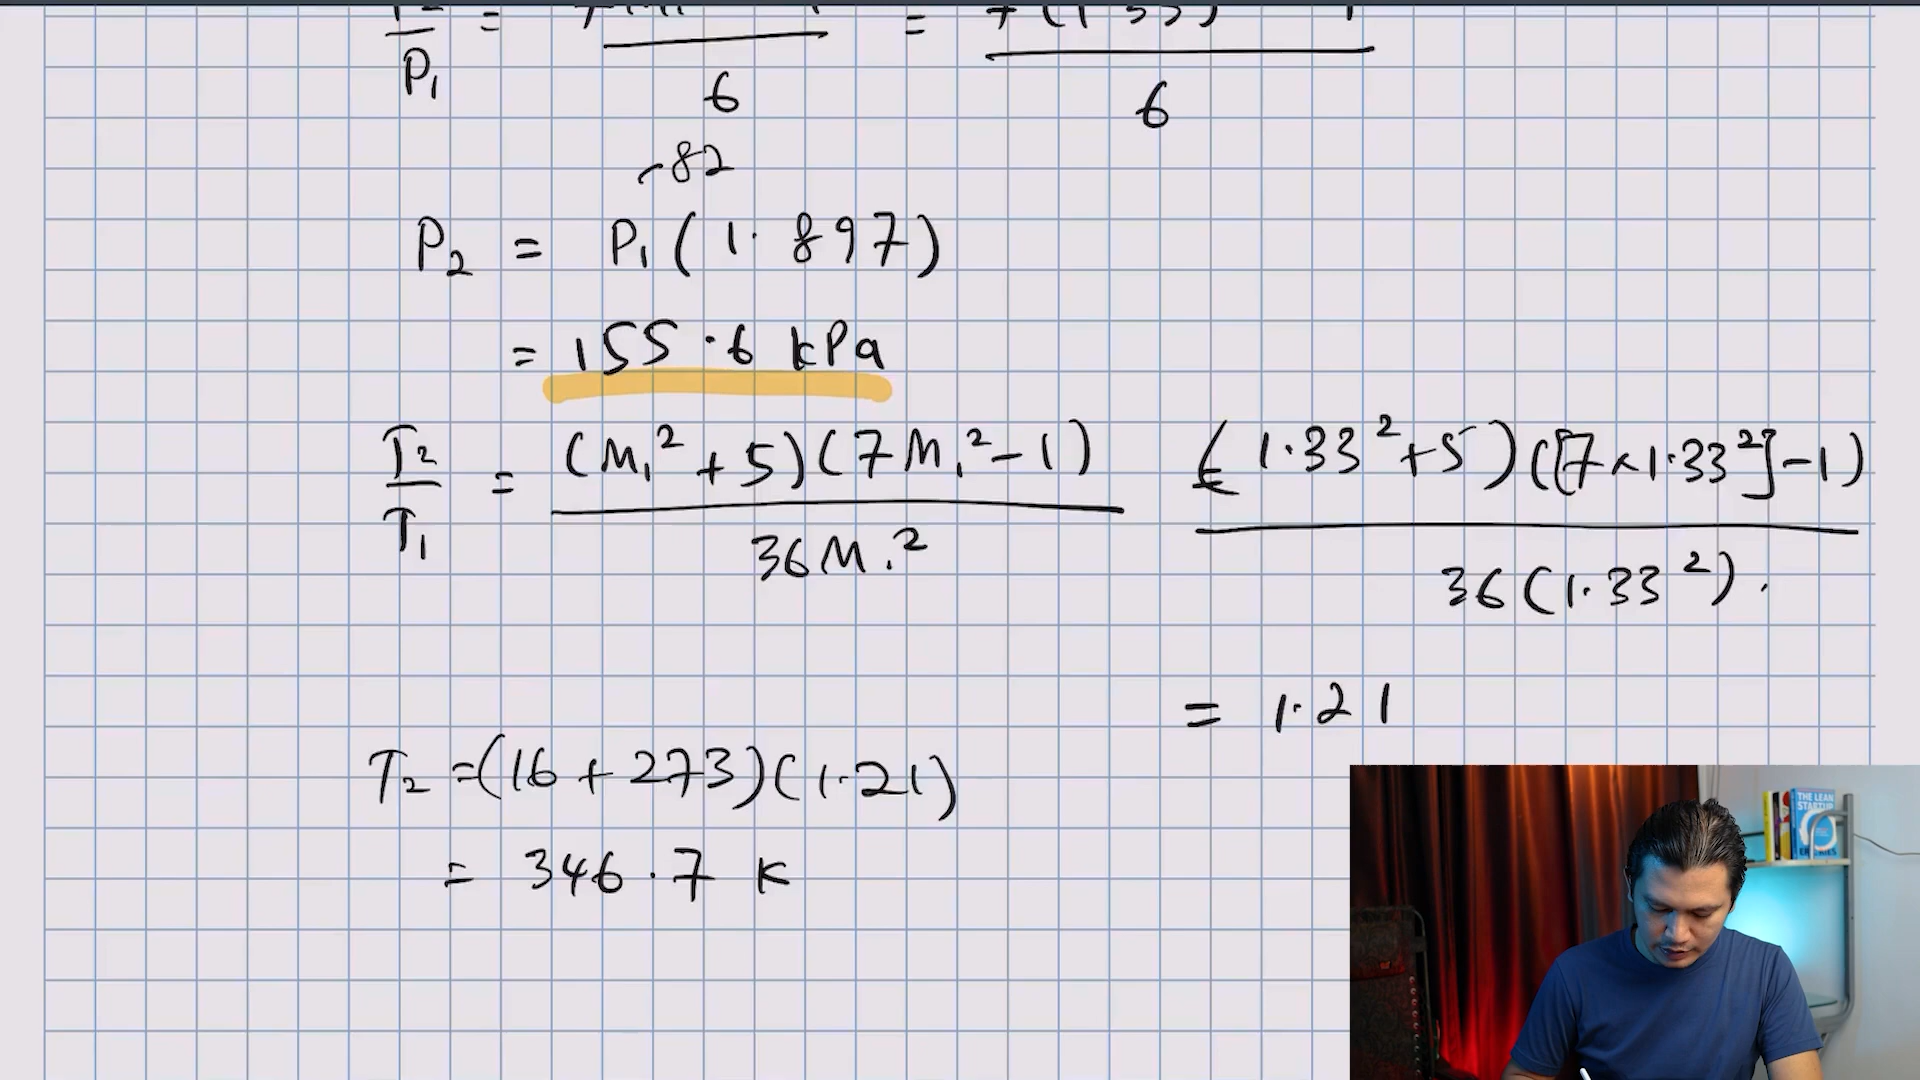 P₁ = 6 = 6
82
P₂ = P₁ (1.897)
= 155.6 kPa
T₂/T₁ = (M₁² + 5)(7M₁² - 1) / 36M₁² (1.33² + 5)([7×1.33²] - 1) / 36(1.33²).
= 1.21
T₂ = (16 + 273)(1.21)
= 346.7 K
THE LEAN
STARTUP